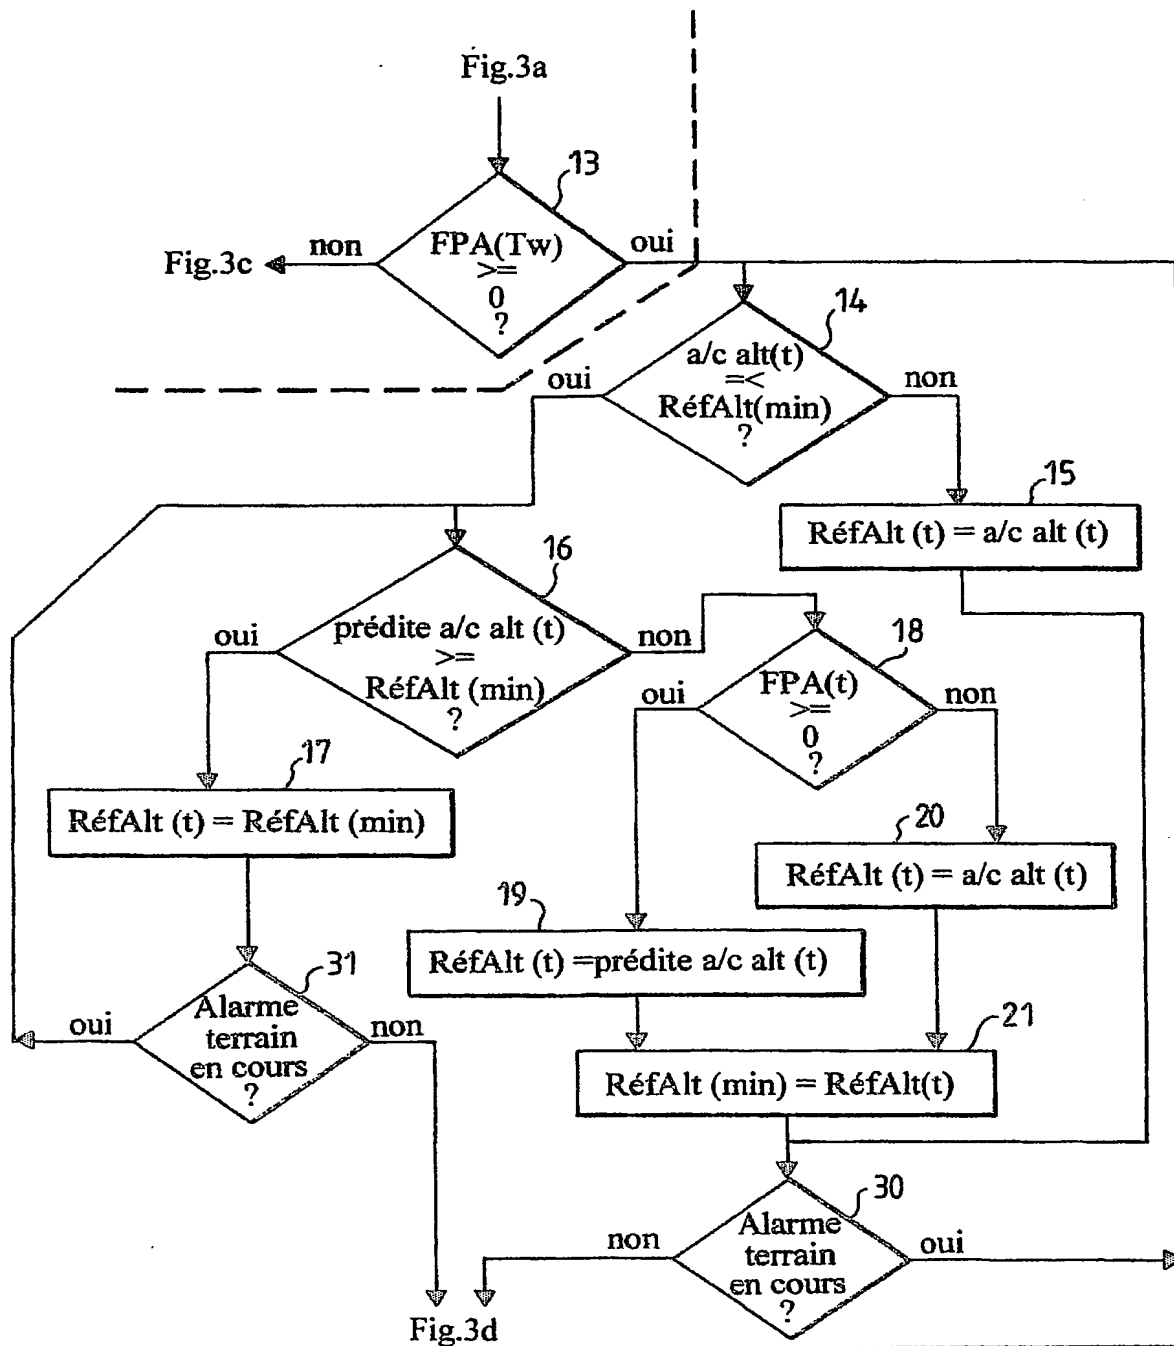 Fig.3a
13
FPA(Tw)
>=
0
?
non
oui
Fig.3c
14
a/c alt(t)
=<
RéfAlt(min)
?
oui
non
15
RéfAlt (t) = a/c alt (t)
16
prédite a/c alt (t)
>=
RéfAlt (min)
?
oui
non
18
FPA(t)
>=
0
?
oui
non
17
RéfAlt (t) = RéfAlt (min)
20
RéfAlt (t) = a/c alt (t)
19
RéfAlt (t) =prédite a/c alt (t)
31
Alarme
terrain
en cours
?
oui
non
21
RéfAlt (min) = RéfAlt(t)
30
Alarme
terrain
en cours
?
non
oui
Fig.3d